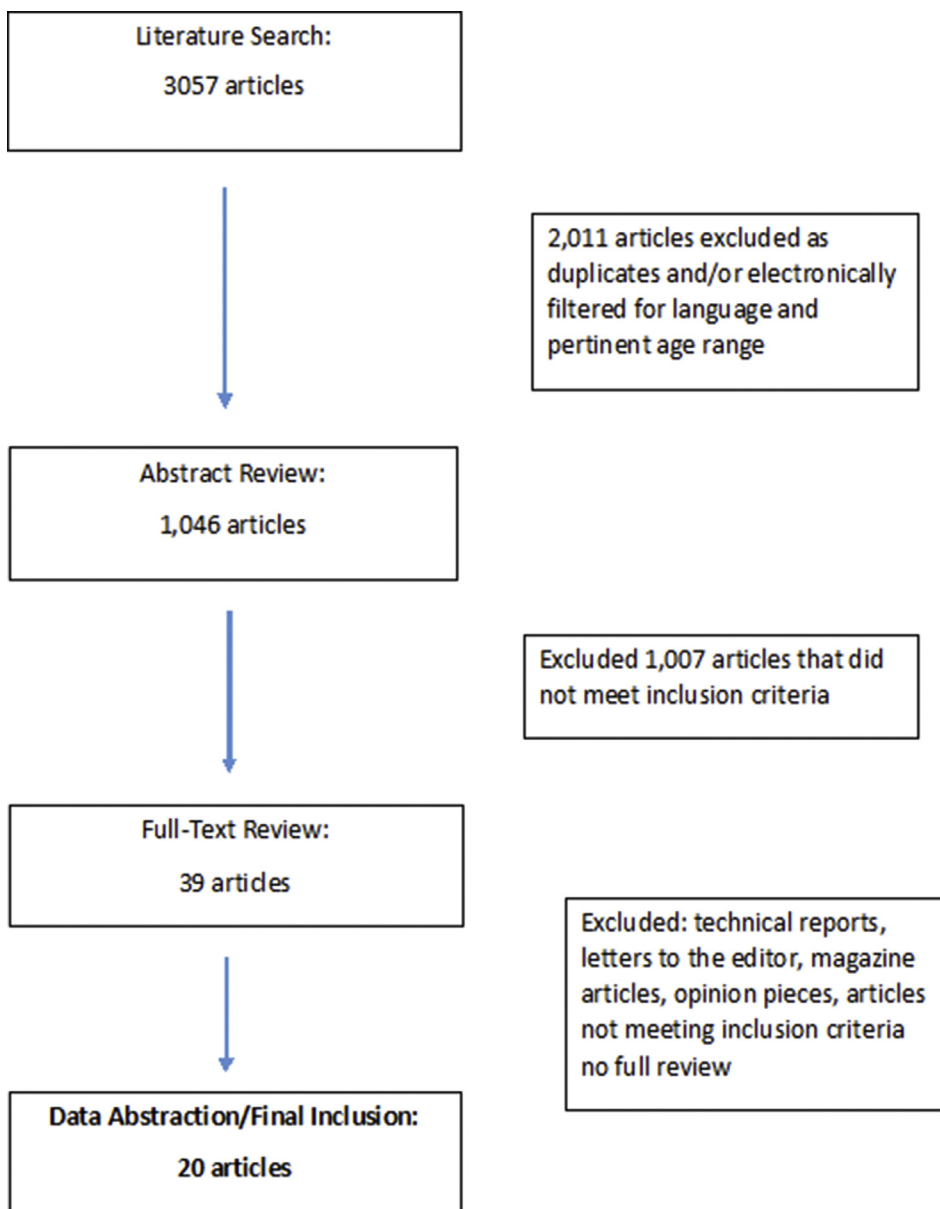 Literature Search:
3057 articles
2,011 articles excluded as
duplicates and/or electronically
filtered for language and
pertinent age range
Abstract Review:
1,046 articles
Excluded 1,007 articles that did
not meet inclusion criteria
Full-Text Review:
39 articles
Excluded: technical reports,
letters to the editor, magazine
articles, opinion pieces, articles
not meeting inclusion criteria
no full review
Data Abstraction/Final Inclusion:
20 articles